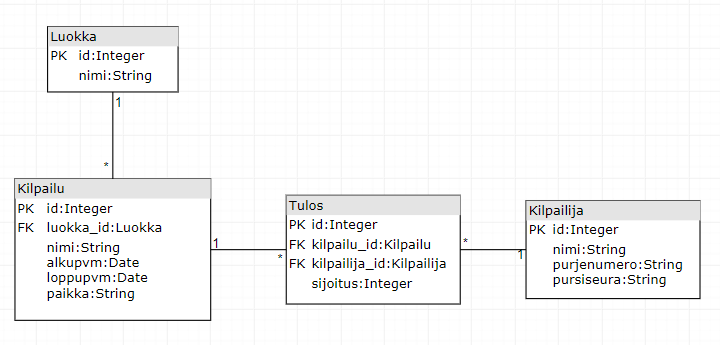 Luokka
PK id:Integer
nimi:String
1
*
Kilpailu
PK id:Integer
FK luokka_id:Luokka
nimi:String
alkupvm:Date
loppupvm:Date
paikka:String
1
*
Tulos
PK id:Integer
FK kilpailu_id:Kilpailu
FK kilpailija_id:Kilpailija
sijoitus:Integer
*
1
Kilpailija
PK id:Integer
nimi:String
purjenumero:String
pursiseura:String